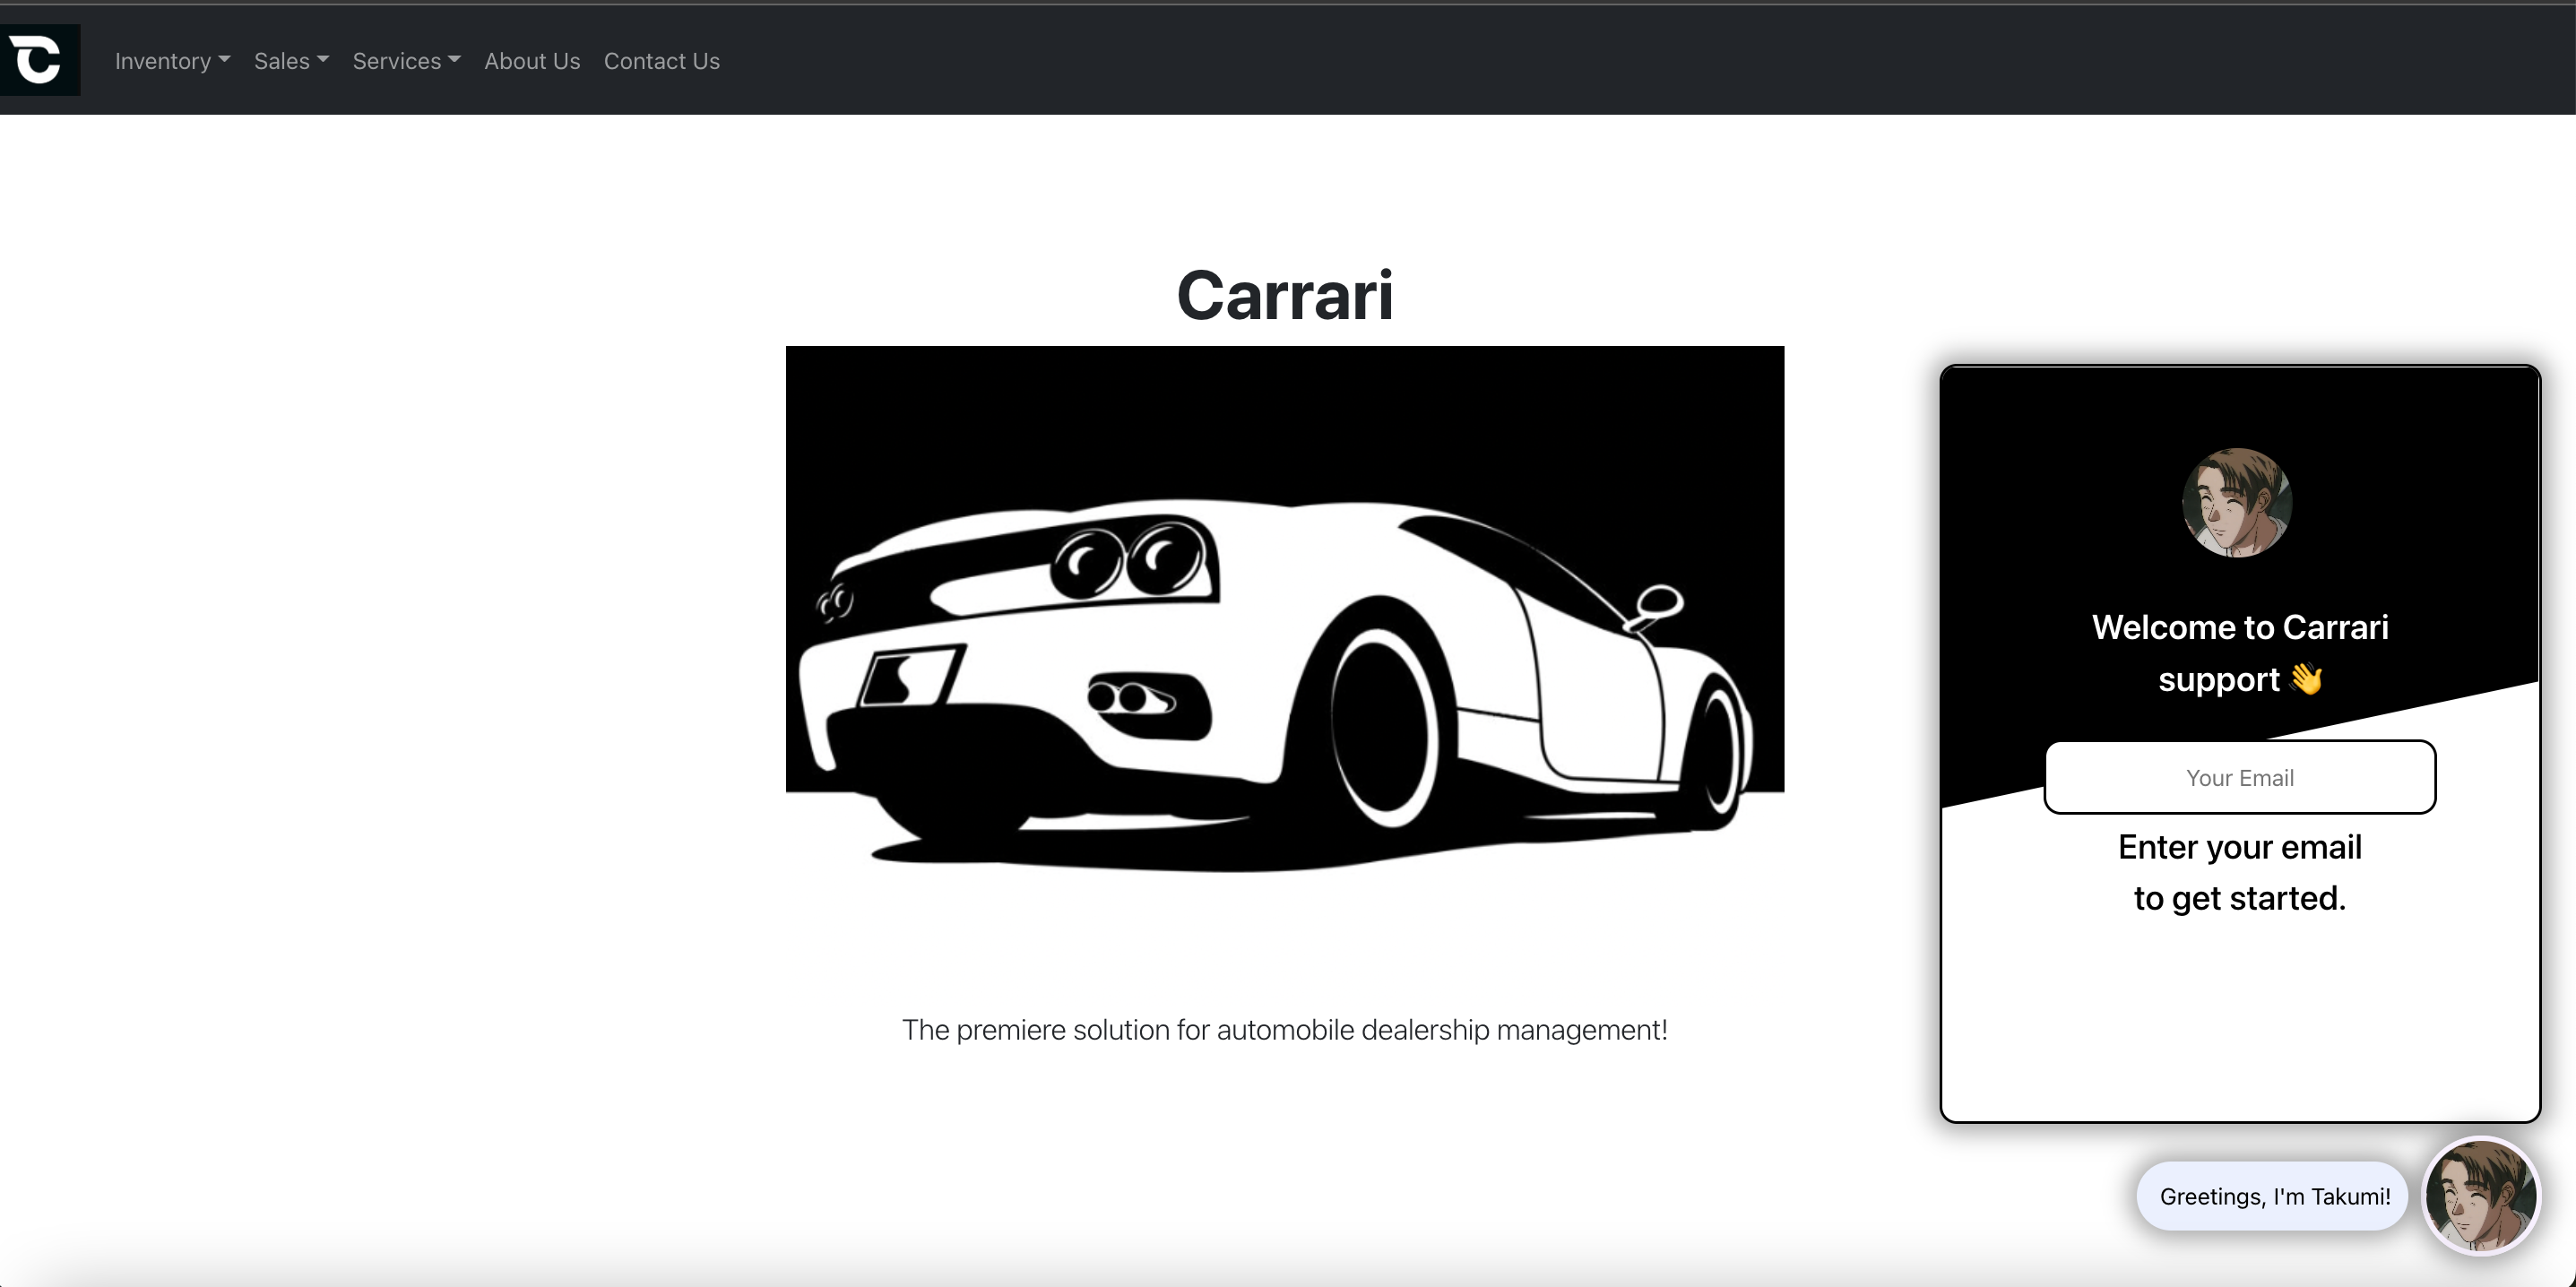 Inventory Sales Services About Us Contact Us
Carrari
Welcome to Carrari
support 👋
Your Email
Enter your email
to get started.
The premiere solution for automobile dealership management!
Greetings, I'm Takumi!